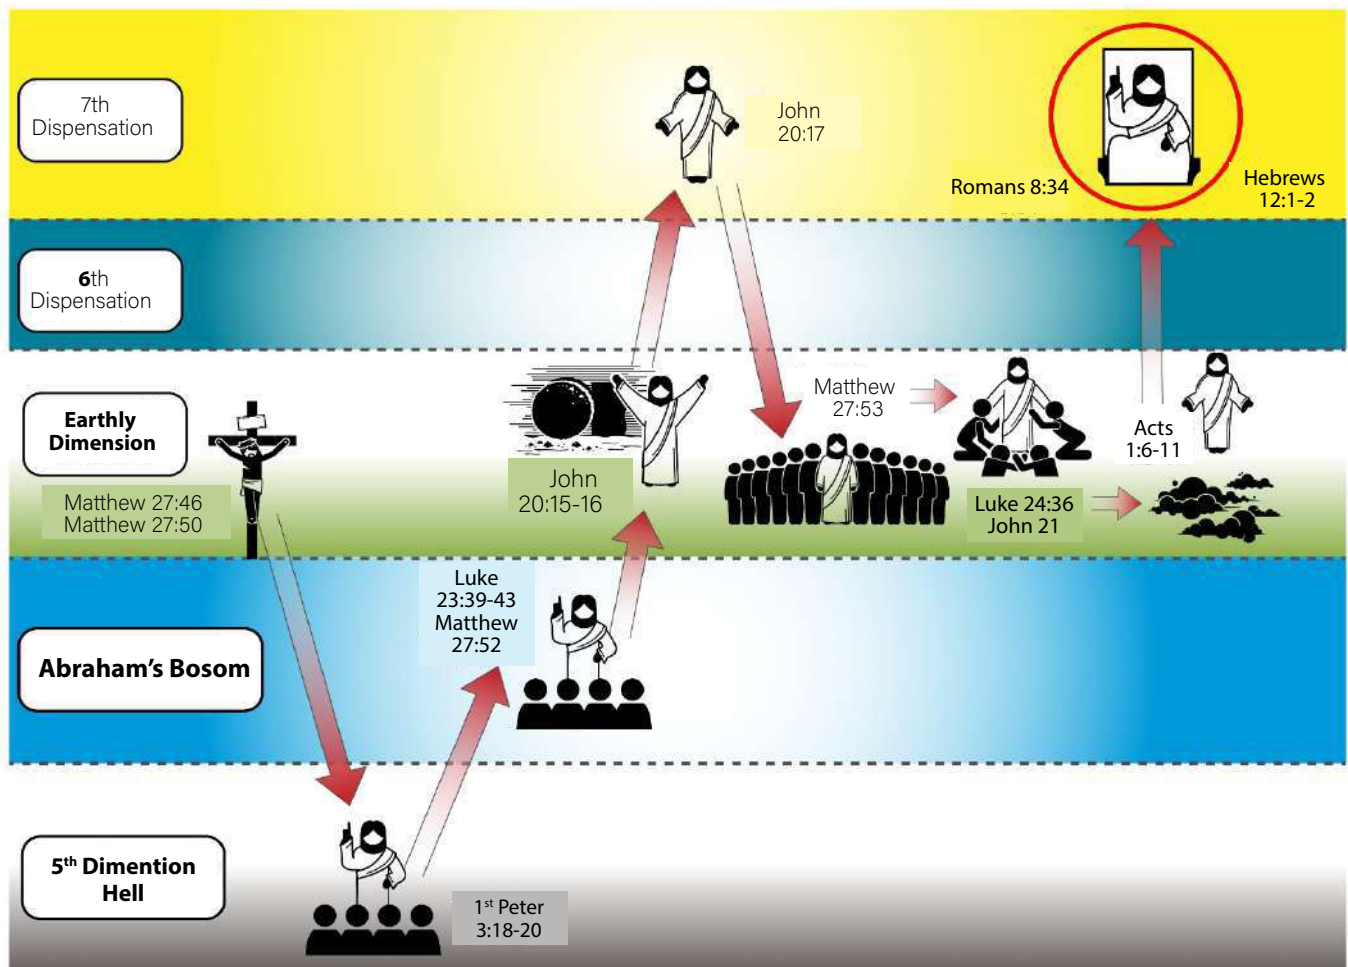 7th
Dispensation
John
20:17
Romans 8:34
Hebrews
12:1-2
6th
Dispensation
Earthly
Dimension
Matthew 27:46
Matthew 27:50
John
20:15-16
Matthew
27:53
Luke 24:36
John 21
Acts
1:6-11
Abraham's Bosom
Luke
23:39-43
Matthew
27:52
5th Dimention
Hell
1st Peter
3:18-20